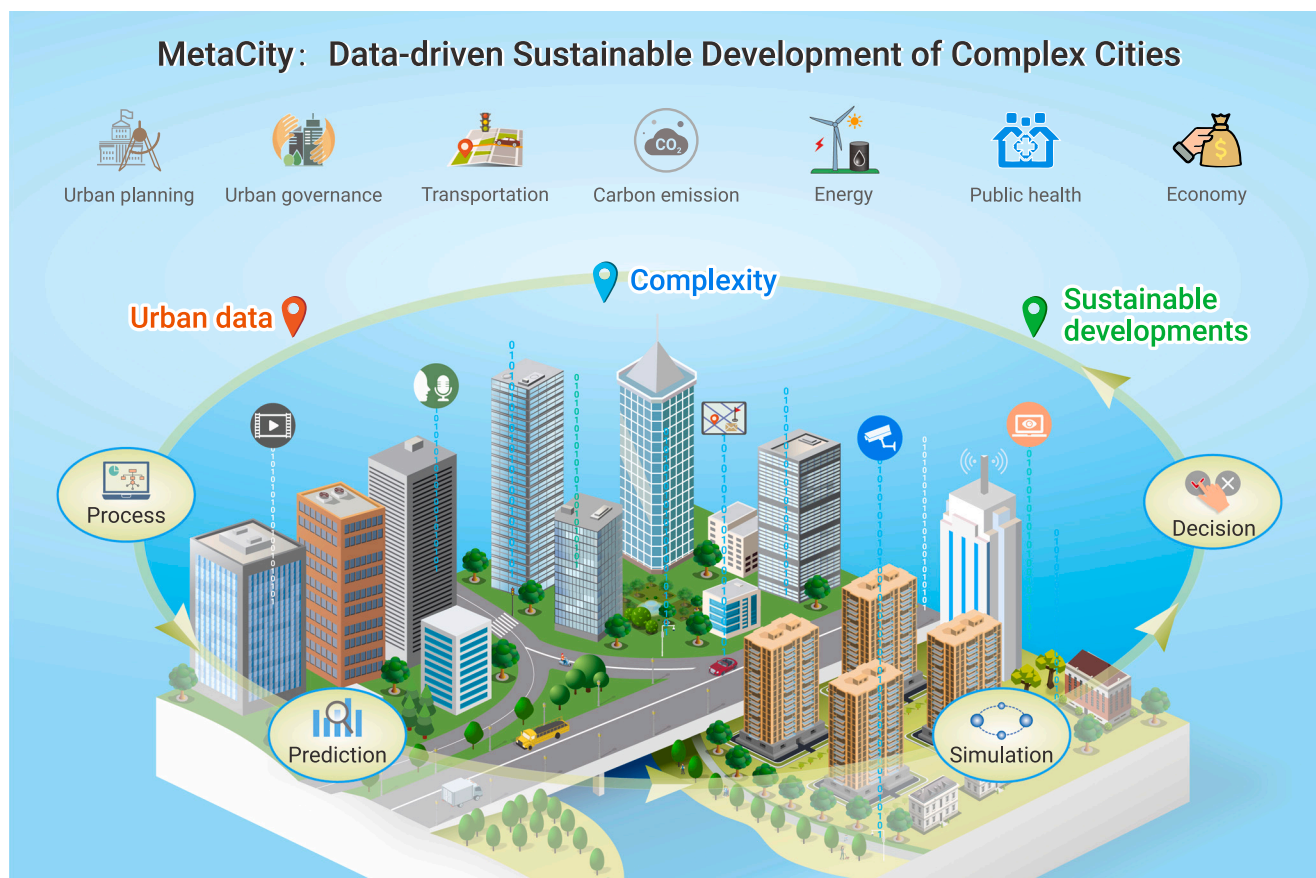 MetaCity: Data-driven Sustainable Development of Complex Cities
Urban planning
Urban governance
Transportation
CO2
Carbon emission
Energy
Public health
$
Economy
Complexity
Urban data
Sustainable
developments
Process
Decision
Prediction
Simulation